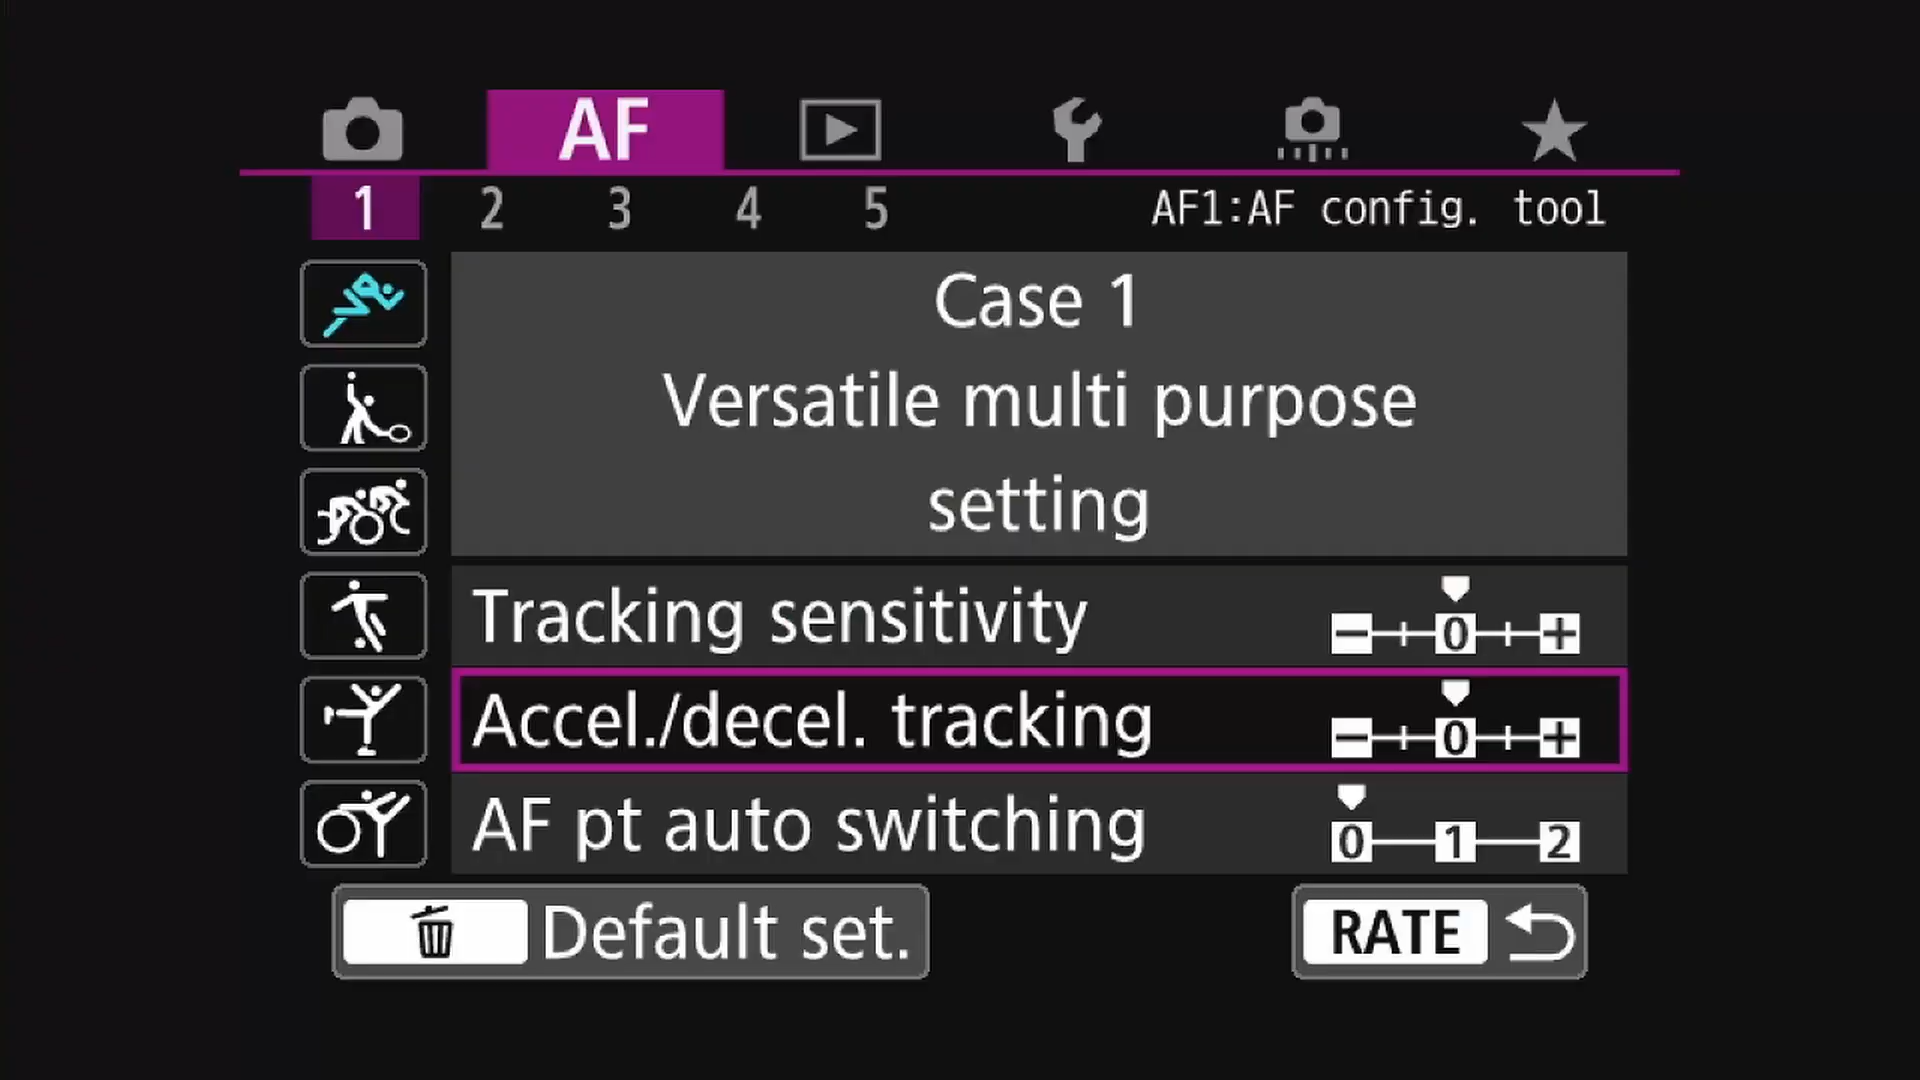 AF
1 2 3 4 5 AF1:AF config. tool
Case 1
Versatile multi purpose
setting
Tracking sensitivity - 0 +
Accel./decel. tracking - 0 +
AF pt auto switching 0 1 2
Default set. RATE